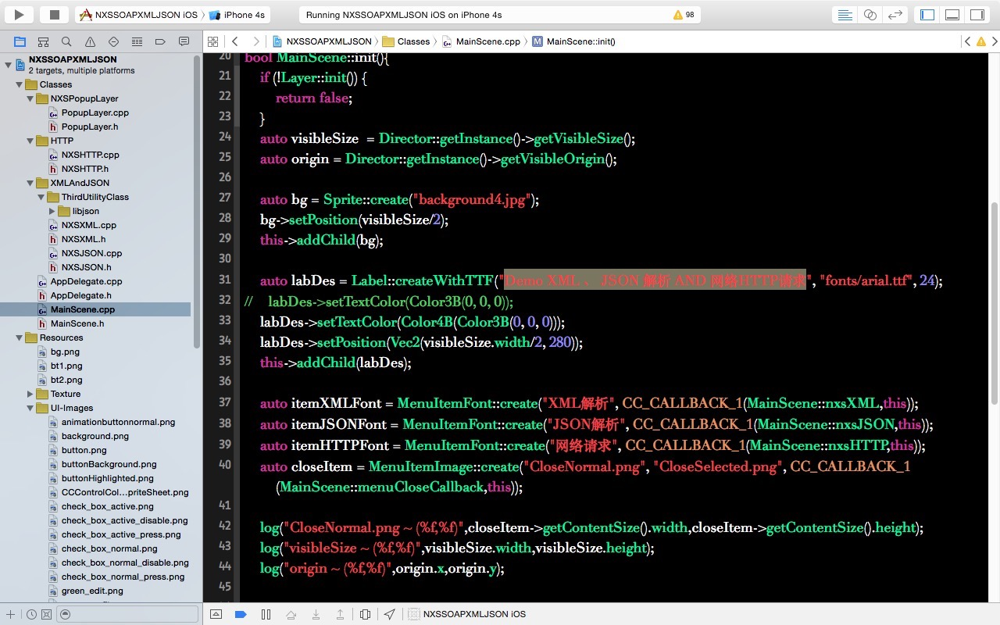 NXSSOAPXMLJSON iOS
iPhone 4s
Running NXSSOAPXMLJSON iOS on iPhone 4s
98
NXSSOAPXMLJSON
Classes
MainScene.cpp
MainScene::init()
NXSSOAPXMLJSON
2 targets, multiple platforms
Classes
NXSPopupLayer
PopupLayer.cpp
PopupLayer.h
HTTP
NXSHTTP.cpp
NXSHTTP.h
XMLAndJSON
ThirdUtilityClass
libjson
NXSXML.cpp
NXSXML.h
NXSJSON.cpp
NXSJSON.h
AppDelegate.cpp
AppDelegate.h
MainScene.cpp
MainScene.h
Resources
bg.png
bt1.png
bt2.png
Texture
UI-Images
animationbuttonnormal.png
background.png
button.png
buttonBackground.png
buttonHighlighted.png
CCControlCol...priteSheet.png
check_box_active.png
check_box_active_disable.png
check_box_active_press.png
check_box_normal.png
check_box_normal_disable.png
check_box_normal_press.png
green_edit.png
20 bool MainScene::init(){
21 if (!Layer::init()) {
22 return false;
23 }
24 auto visibleSize  = Director::getInstance()->getVisibleSize();
25 auto origin = Director::getInstance()->getVisibleOrigin();
26
27 auto bg = Sprite::create("background4.jpg");
28 bg->setPosition(visibleSize/2);
29 this->addChild(bg);
30
31 auto labDes = Label::createWithTTF("Demo XML 、 JSON 解析 AND 网络HTTP请求", "fonts/arial.ttf", 24);
32 //    labDes->setTextColor(Color3B(0, 0, 0));
33 labDes->setTextColor(Color4B(Color3B(0, 0, 0)));
34 labDes->setPosition(Vec2(visibleSize.width/2, 280));
35 this->addChild(labDes);
36
37 auto itemXMLFont = MenuItemFont::create("XML解析", CC_CALLBACK_1(MainScene::nxsXML,this));
38 auto itemJSONFont = MenuItemFont::create("JSON解析", CC_CALLBACK_1(MainScene::nxsJSON,this));
39 auto itemHTTPFont = MenuItemFont::create("网络请求", CC_CALLBACK_1(MainScene::nxsHTTP,this));
40 auto closeItem = MenuItemImage::create("CloseNormal.png", "CloseSelected.png", CC_CALLBACK_1
(MainScene::menuCloseCallback,this));
41
42 log("CloseNormal.png ~ (%f,%f)",closeItem->getContentSize().width,closeItem->getContentSize().height);
43 log("visibleSize ~ (%f,%f)",visibleSize.width,visibleSize.height);
44 log("origin ~ (%f,%f)",origin.x,origin.y);
45
NXSSOAPXMLJSON iOS